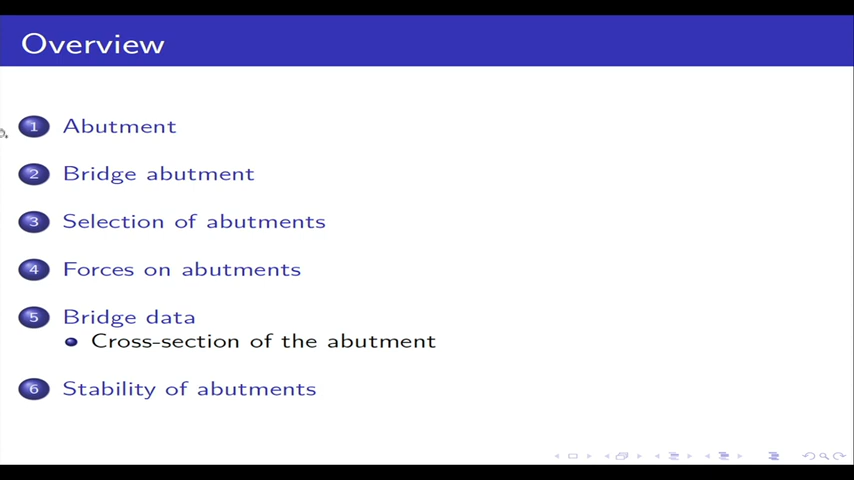 Overview
1 Abutment
2 Bridge abutment
3 Selection of abutments
4 Forces on abutments
5 Bridge data
Cross-section of the abutment
6 Stability of abutments